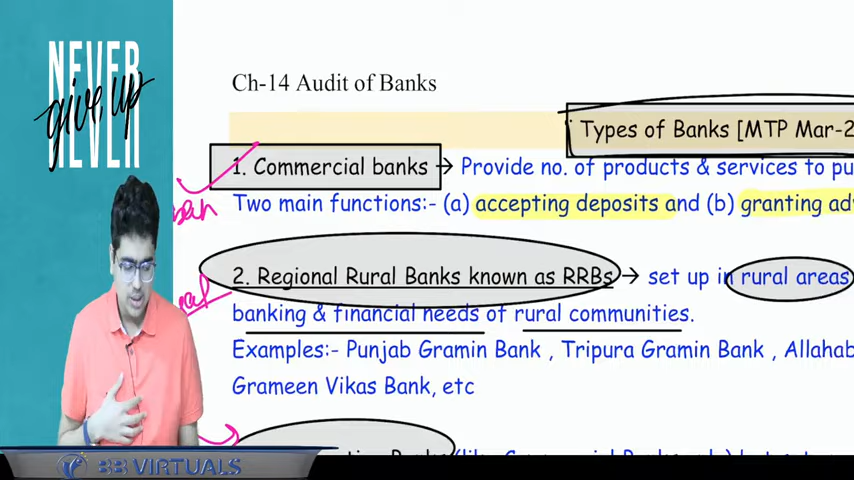 NEVER
give up
NEVER
Ch-14 Audit of Banks
Types of Banks [MTP Mar-2
1. Commercial banks → Provide no. of products & services to pu
Two main functions:- (a) accepting deposits and (b) granting adv
2. Regional Rural Banks known as RRBs → set up in rural areas
banking & financial needs of rural communities.
Examples:- Punjab Gramin Bank , Tripura Gramin Bank , Allahab
Grameen Vikas Bank, etc
BB VIRTUALS